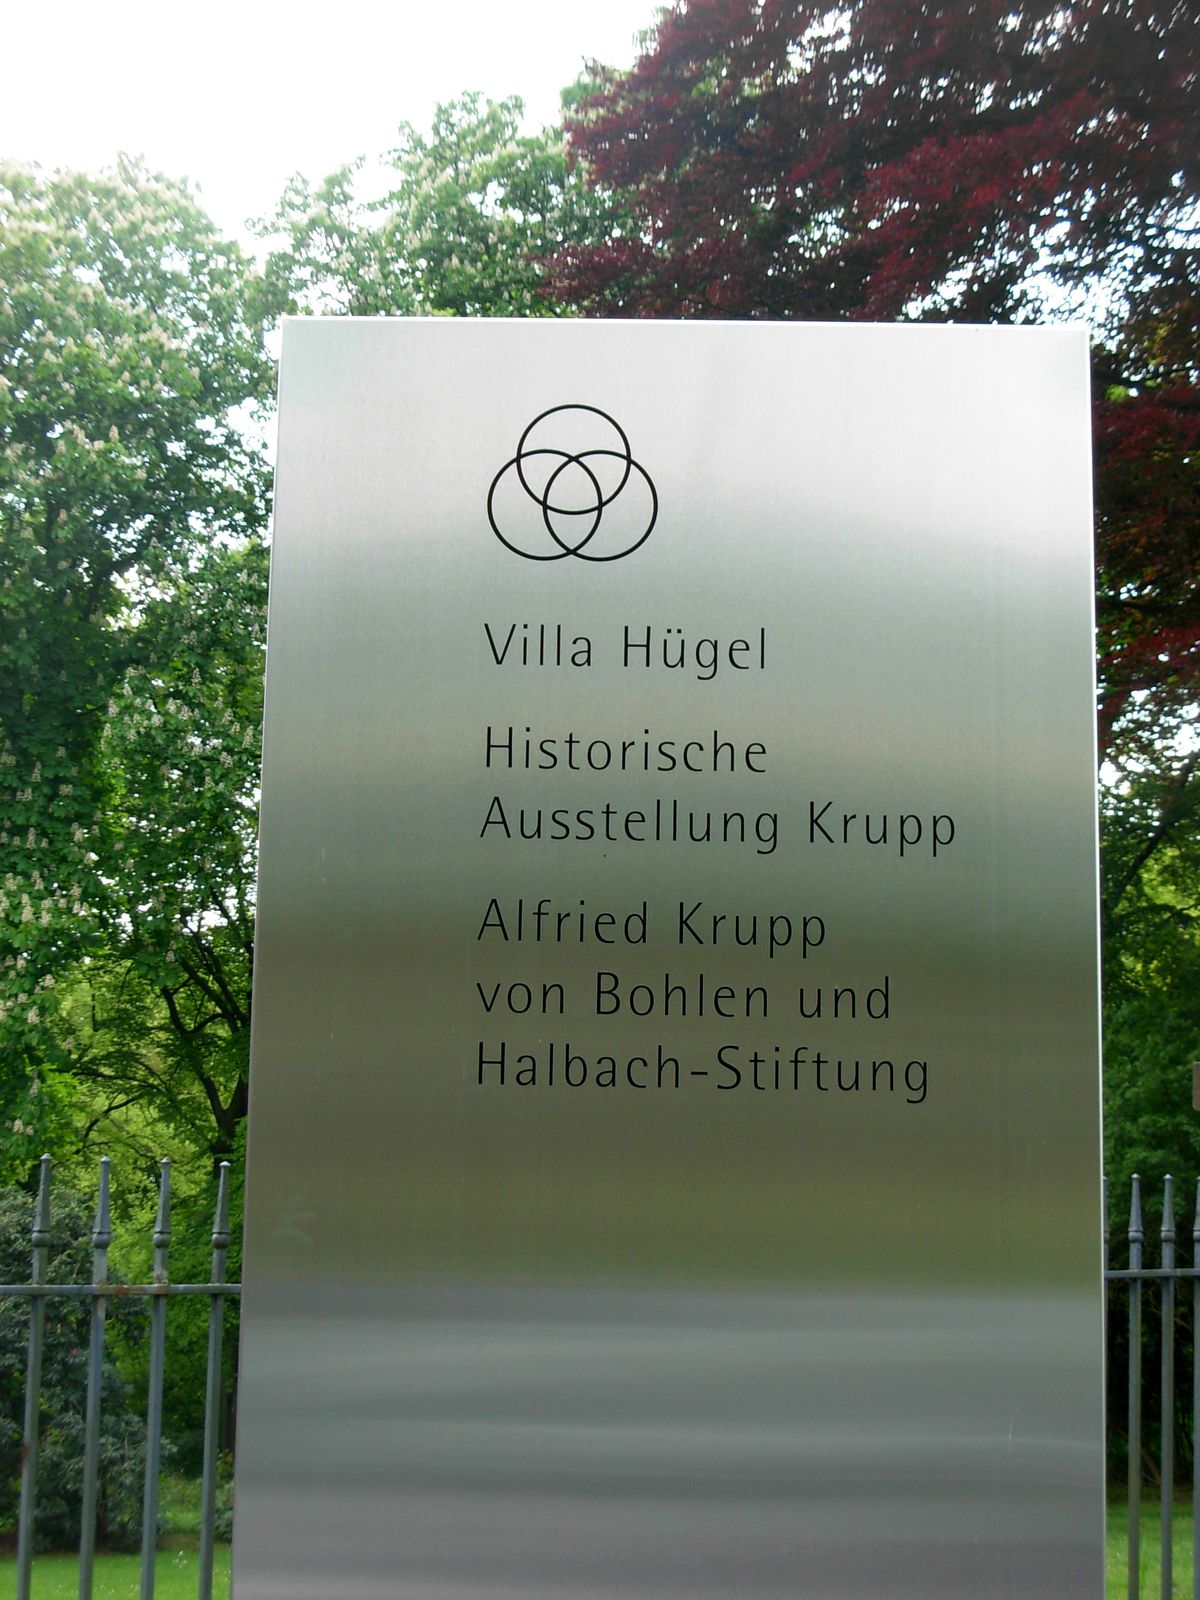 Villa Hügel
Historische
Ausstellung Krupp
Alfried Krupp
von Bohlen und
Halbach-Stiftung